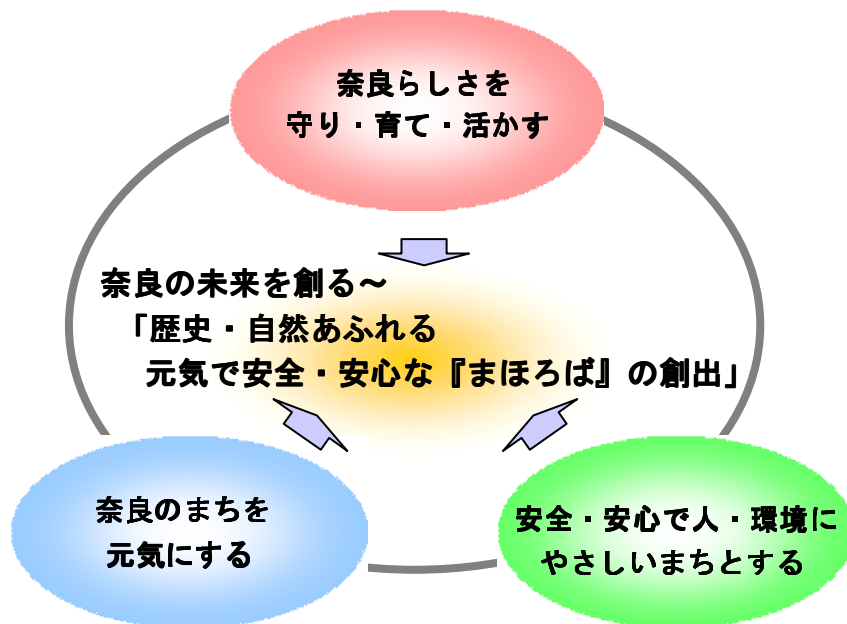 奈良らしさを
守り・育て・活かす
奈良の未来を創る～
「歴史・自然あふれる
元気で安全・安心な『まほろば』の創出」
奈良のまちを
元気にする
安全・安心で人・環境に
やさしいまちとする